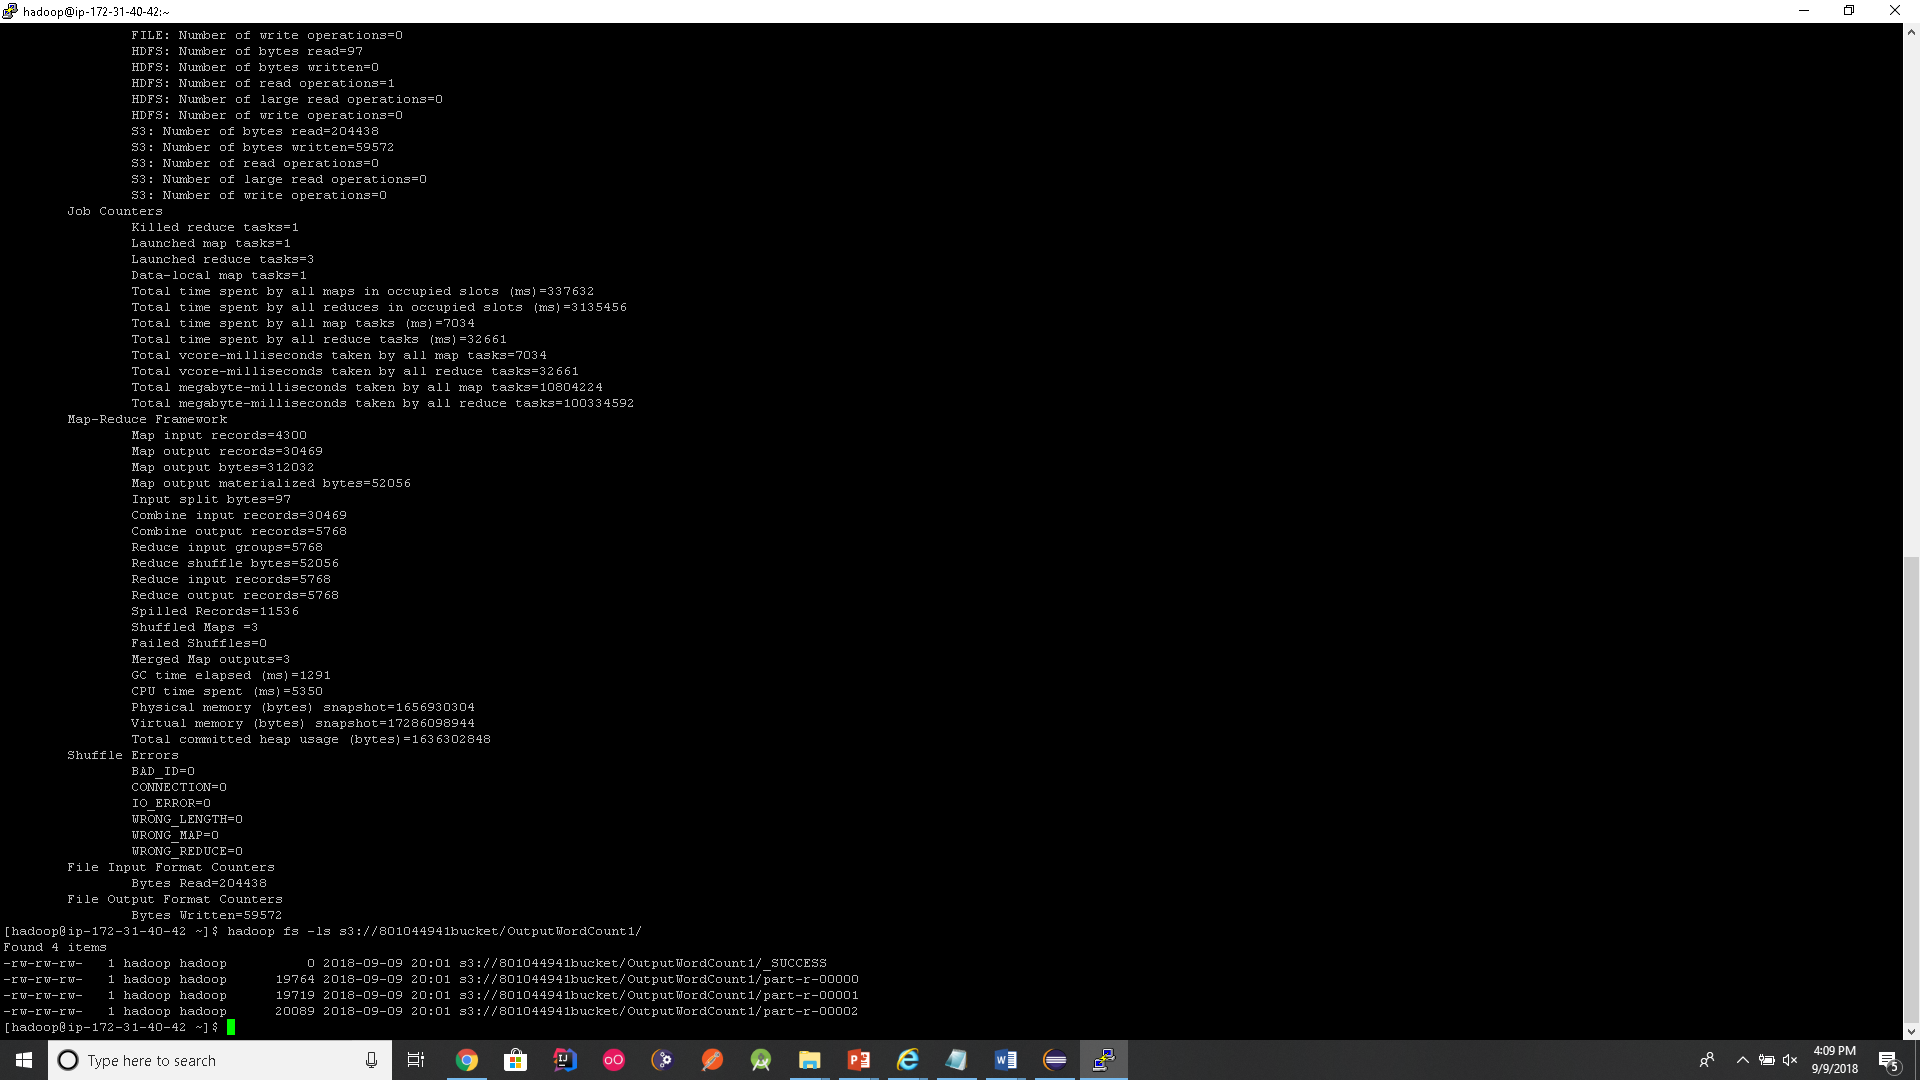 hadoop@ip-172-31-40-42:~
FILE: Number of write operations=0
HDFS: Number of bytes read=97
HDFS: Number of bytes written=0
HDFS: Number of read operations=1
HDFS: Number of large read operations=0
HDFS: Number of write operations=0
S3: Number of bytes read=204438
S3: Number of bytes written=59572
S3: Number of read operations=0
S3: Number of large read operations=0
S3: Number of write operations=0
Job Counters
Killed reduce tasks=1
Launched map tasks=1
Launched reduce tasks=3
Data-local map tasks=1
Total time spent by all maps in occupied slots (ms)=337632
Total time spent by all reduces in occupied slots (ms)=3135456
Total time spent by all map tasks (ms)=7034
Total time spent by all reduce tasks (ms)=32661
Total vcore-milliseconds taken by all map tasks=7034
Total vcore-milliseconds taken by all reduce tasks=32661
Total megabyte-milliseconds taken by all map tasks=10804224
Total megabyte-milliseconds taken by all reduce tasks=100334592
Map-Reduce Framework
Map input records=4300
Map output records=30469
Map output bytes=312032
Map output materialized bytes=52056
Input split bytes=97
Combine input records=30469
Combine output records=5768
Reduce input groups=5768
Reduce shuffle bytes=52056
Reduce input records=5768
Reduce output records=5768
Spilled Records=11536
Shuffled Maps =3
Failed Shuffles=0
Merged Map outputs=3
GC time elapsed (ms)=1291
CPU time spent (ms)=5350
Physical memory (bytes) snapshot=1656930304
Virtual memory (bytes) snapshot=17286098944
Total committed heap usage (bytes)=1636302848
Shuffle Errors
BAD_ID=0
CONNECTION=0
IO_ERROR=0
WRONG_LENGTH=0
WRONG_MAP=0
WRONG_REDUCE=0
File Input Format Counters
Bytes Read=204438
File Output Format Counters
Bytes Written=59572
[hadoop@ip-172-31-40-42 ~]$ hadoop fs -ls s3://801044941bucket/OutputWordCount1/
Found 4 items
-rw-rw-rw-   1 hadoop hadoop          0 2018-09-09 20:01 s3://801044941bucket/OutputWordCount1/_SUCCESS
-rw-rw-rw-   1 hadoop hadoop      19764 2018-09-09 20:01 s3://801044941bucket/OutputWordCount1/part-r-00000
-rw-rw-rw-   1 hadoop hadoop      19719 2018-09-09 20:01 s3://801044941bucket/OutputWordCount1/part-r-00001
-rw-rw-rw-   1 hadoop hadoop      20089 2018-09-09 20:01 s3://801044941bucket/OutputWordCount1/part-r-00002
[hadoop@ip-172-31-40-42 ~]$
Type here to search
4:09 PM
9/9/2018
5